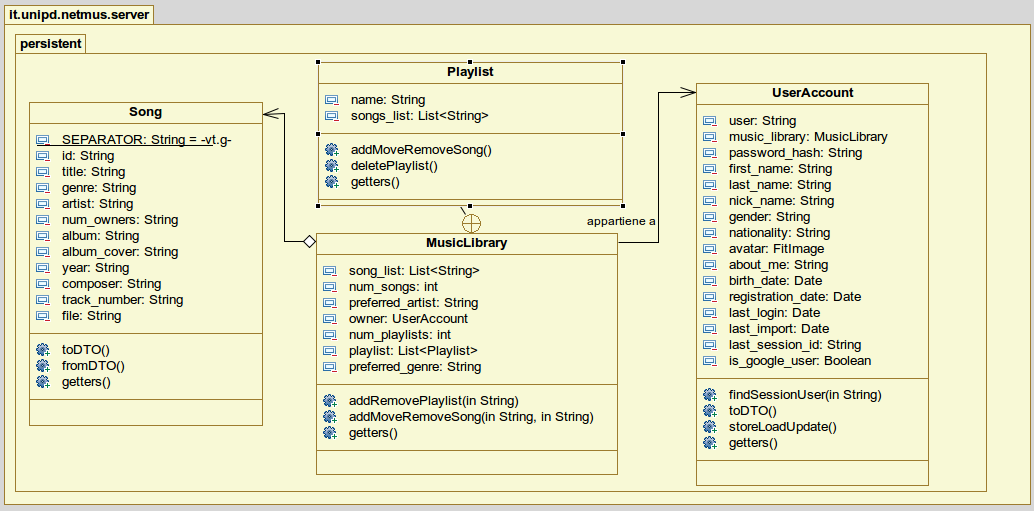 it.unipd.netmus.server
persistent
Song
SEPARATOR: String = -vt.g-
id: String
title: String
genre: String
artist: String
num_owners: String
album: String
album_cover: String
year: String
composer: String
track_number: String
file: String
toDTO()
fromDTO()
getters()
Playlist
name: String
songs_list: List<String>
addMoveRemoveSong()
deletePlaylist()
getters()
MusicLibrary
song_list: List<String>
num_songs: int
preferred_artist: String
owner: UserAccount
num_playlists: int
playlist: List<Playlist>
preferred_genre: String
addRemovePlaylist(in String)
addMoveRemoveSong(in String, in String)
getters()
appartiene a
UserAccount
user: String
music_library: MusicLibrary
password_hash: String
first_name: String
last_name: String
nick_name: String
gender: String
nationality: String
avatar: FitImage
about_me: String
birth_date: Date
registration_date: Date
last_login: Date
last_import: Date
last_session_id: String
is_google_user: Boolean
findSessionUser(in String)
toDTO()
storeLoadUpdate()
getters()